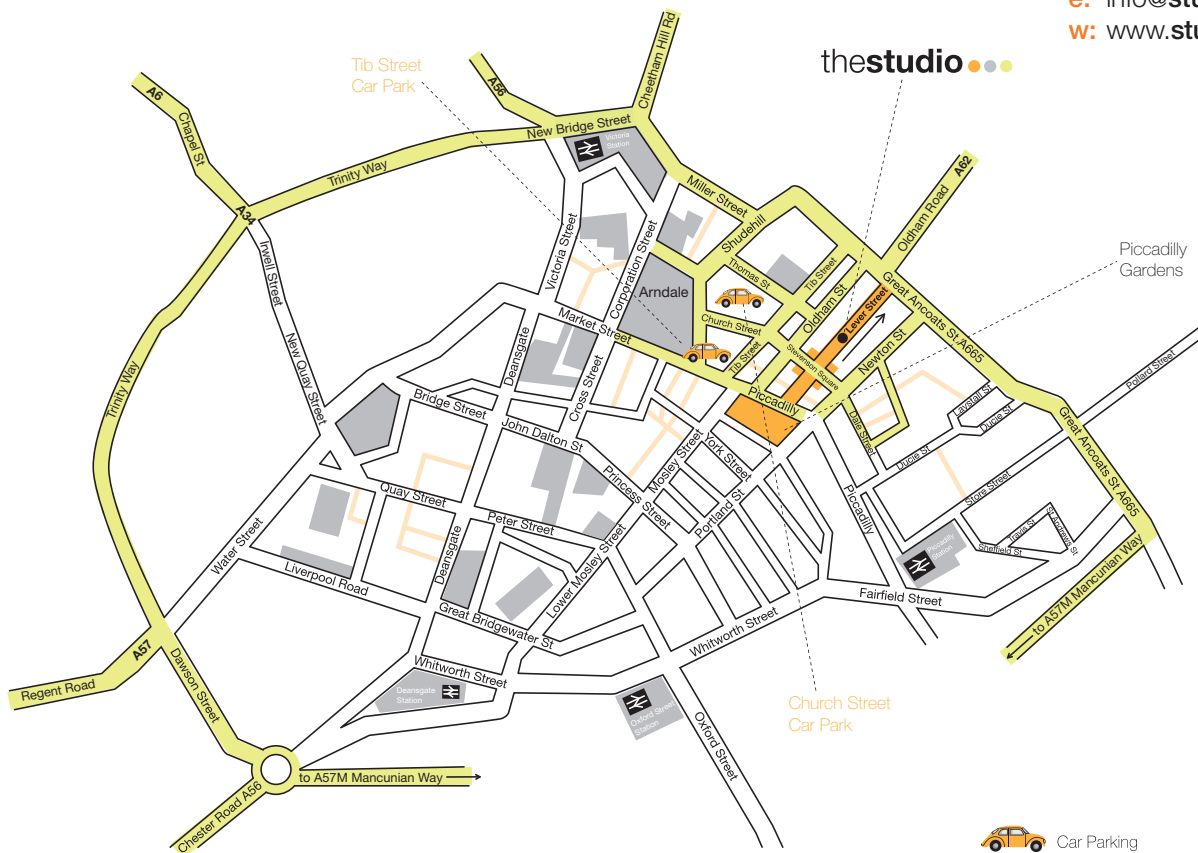 e: info@stu
w: www.stu
thestudio
Tib Street
Car Park
A6
Chapel St
A56
Cheetham Hill Rd
New Bridge Street
Victoria
Station
Trinity Way
A34
Irwell Street
New Quay Street
Trinity Way
Miller Street
Shudehill
Victoria Street
Corporation Street
Arndale
Thomas St
Tib Street
Oldham St
Church Street
Tib Street
Stevenson Square
Lever Street
Newton St
Oldham Road
A62
Great Ancoats St A665
Piccadilly
Gardens
Market Street
Piccadilly
Deansgate
Cross Street
Bridge Street
John Dalton St
Princess Street
Mosley Street
York Street
Portland St
Dale Street
Piccadilly
Laystall St
Ducie St
Ducie St
Pollard Street
Store Street
Great Ancoats St A665
Travis St
St Andrews St
Sheffield St
Piccadilly
Station
Quay Street
Peter Street
Deansgate
Water Street
Liverpool Road
Lower Mosley Street
Great Bridgewater St
Whitworth Street
Whitworth Street
Fairfield Street
to A57M Mancunian Way
A57
Regent Road
Dawson Street
Deansgate
Station
Oxford Street
Station
Oxford Street
Church Street
Car Park
to A57M Mancunian Way
Chester Road A56
Car Parking